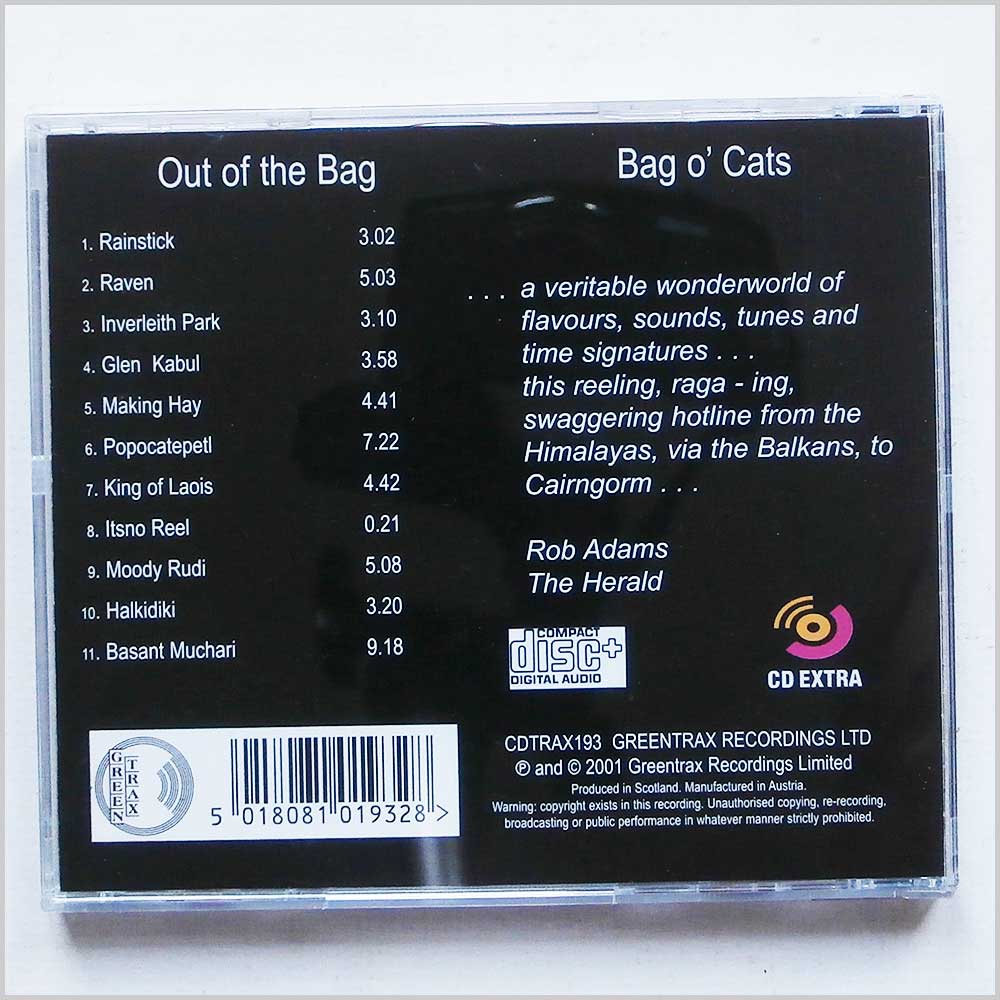 Out of the Bag
1. Rainstick 3.02
2. Raven 5.03
3. Inverleith Park 3.10
4. Glen Kabul 3.58
5. Making Hay 4.41
6. Popocatepetl 7.22
7. King of Laois 4.42
8. Itsno Reel 0.21
9. Moody Rudi 5.08
10. Halkidiki 3.20
11. Basant Muchari 9.18
Bag o' Cats
. . . a veritable wonderworld of
flavours, sounds, tunes and
time signatures . . .
this reeling, raga - ing,
swaggering hotline from the
Himalayas, via the Balkans, to
Cairngorm . . .
Rob Adams
The Herald
COMPACT
disc+
DIGITAL AUDIO
CD EXTRA
GREEN
TRAX
5 018081 019328 >
CDTRAX193 GREENTRAX RECORDINGS LTD
℗ and © 2001 Greentrax Recordings Limited
Produced in Scotland. Manufactured in Austria.
Warning: copyright exists in this recording. Unauthorised copying, re-recording,
broadcasting or public performance in whatever manner strictly prohibited.